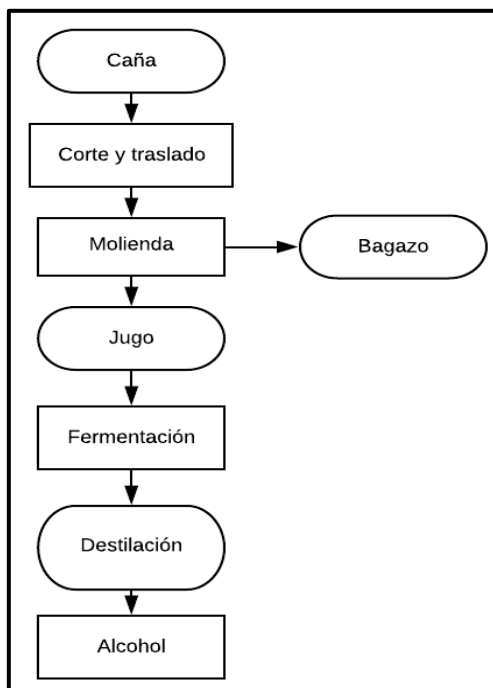 Caña
Corte y traslado
Molienda
Bagazo
Jugo
Fermentación
Destilación
Alcohol